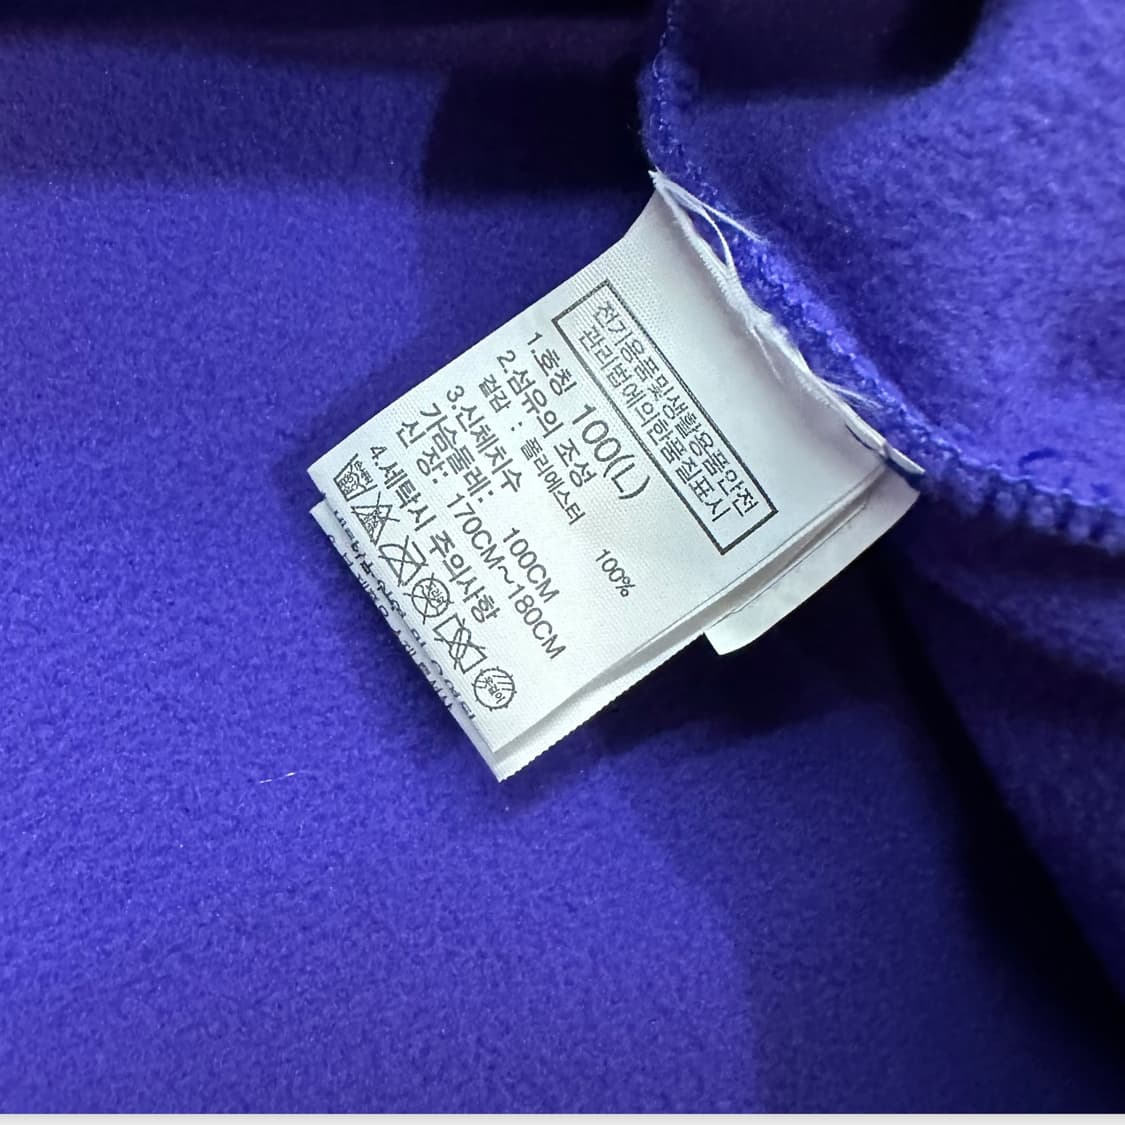 전기용품및생활용품안전
관리법에의한품질표시
1.호칭 100(L)
2.섬유의 조성
겉감 : 폴리에스터 100%
3.신체치수
가슴둘레: 100CM
신 장: 170CM~180CM
4.세탁시 주의사항
옷걸이